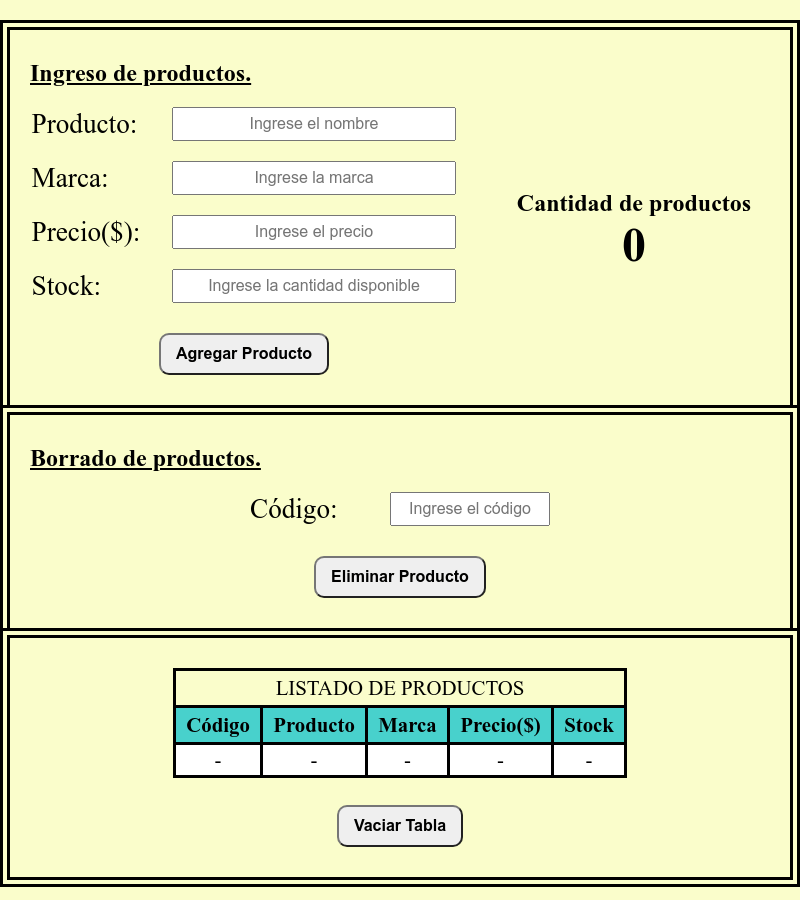 Ingreso de productos.
Producto: Ingrese el nombre
Marca: Ingrese la marca
Precio($): Ingrese el precio
Stock: Ingrese la cantidad disponible
Agregar Producto
Cantidad de productos
0
Borrado de productos.
Código: Ingrese el código
Eliminar Producto
LISTADO DE PRODUCTOS
Código Producto Marca Precio($) Stock
- - - - -
Vaciar Tabla